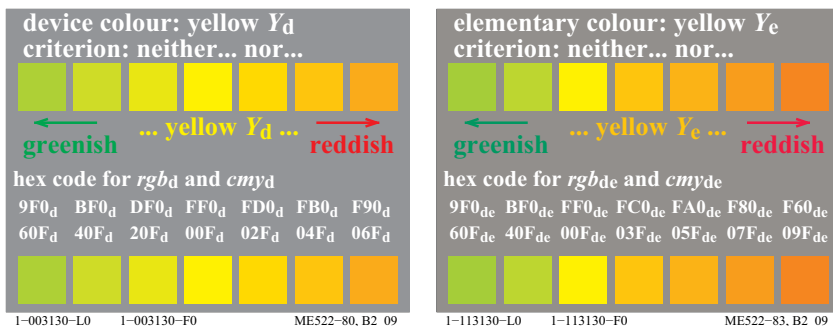 device colour: yellow Yd
criterion: neither... nor...
... yellow Yd ...
greenish
reddish
hex code for rgbd and cmyd
9F0d BF0d DF0d FF0d FD0d FB0d F90d
60Fd 40Fd 20Fd 00Fd 02Fd 04Fd 06Fd
1-003130-L0 1-003130-F0 ME522-80, B2_09
elementary colour: yellow Ye
criterion: neither... nor...
... yellow Ye ...
greenish
reddish
hex code for rgbde and cmyde
9F0de BF0de FF0de FC0de FA0de F80de F60de
60Fde 40Fde 00Fde 03Fde 05Fde 07Fde 09Fde
1-113130-L0 1-113130-F0 ME522-83, B2_09